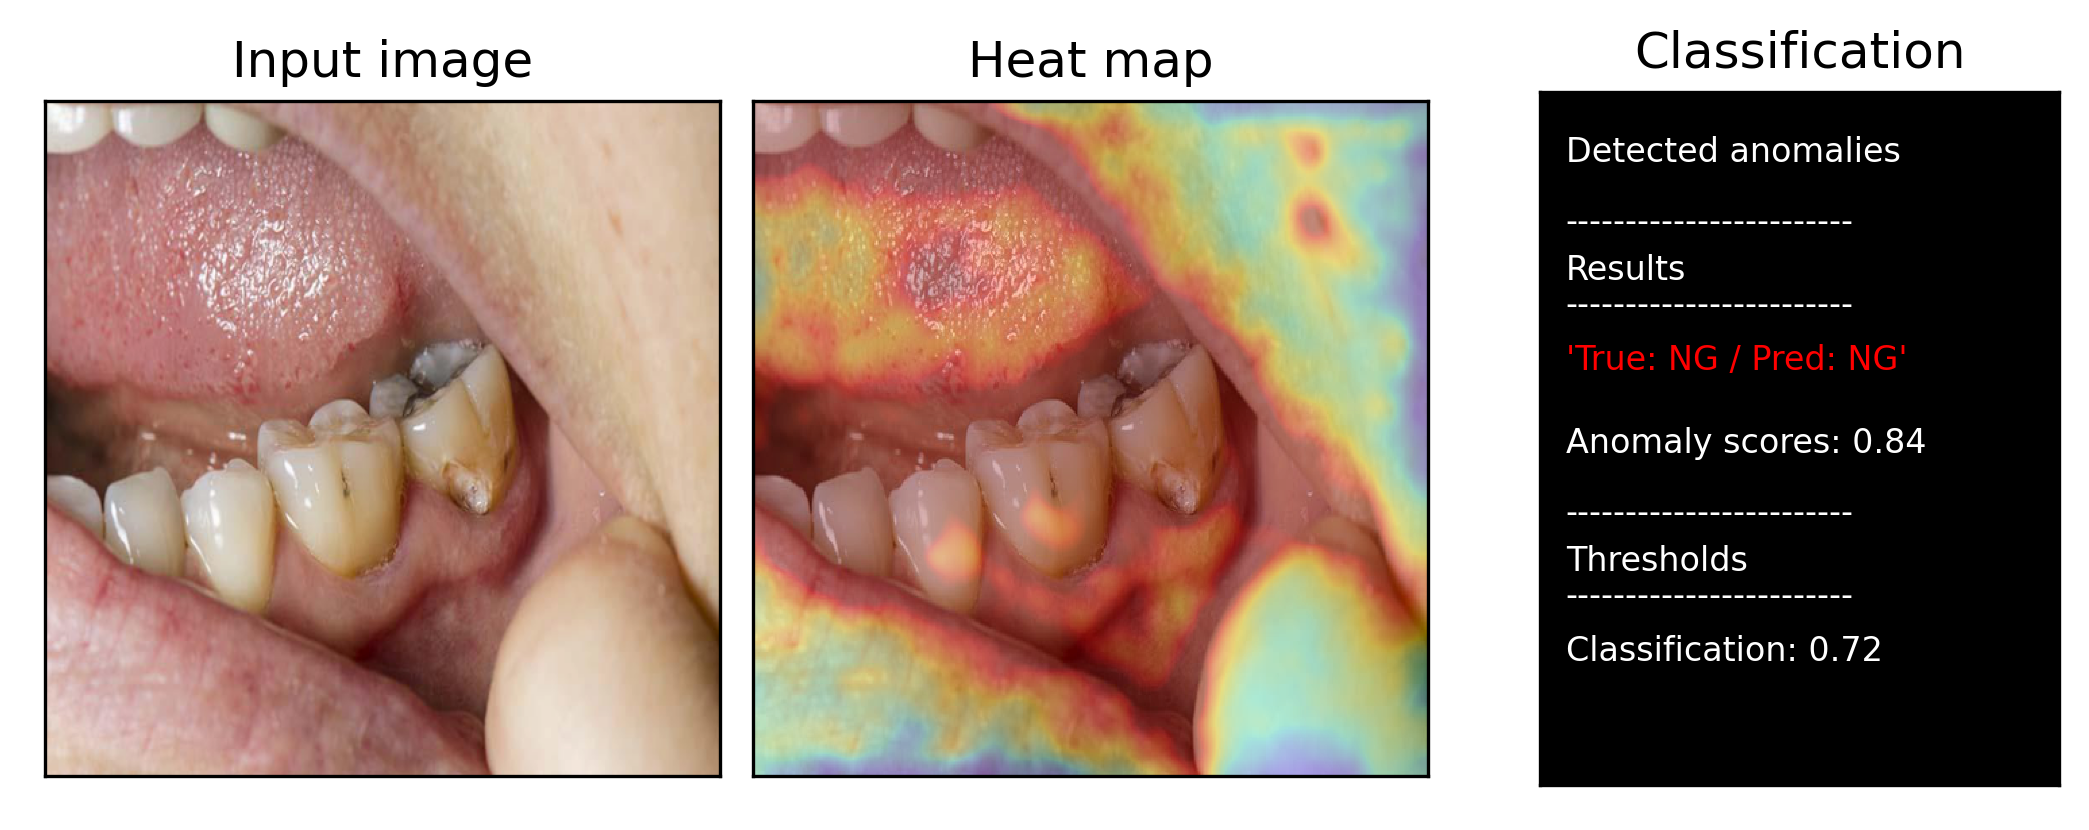 Input image
Heat map
Classification
Detected anomalies
------------------------
Results
------------------------
'True: NG / Pred: NG'
Anomaly scores: 0.84
------------------------
Thresholds
------------------------
Classification: 0.72